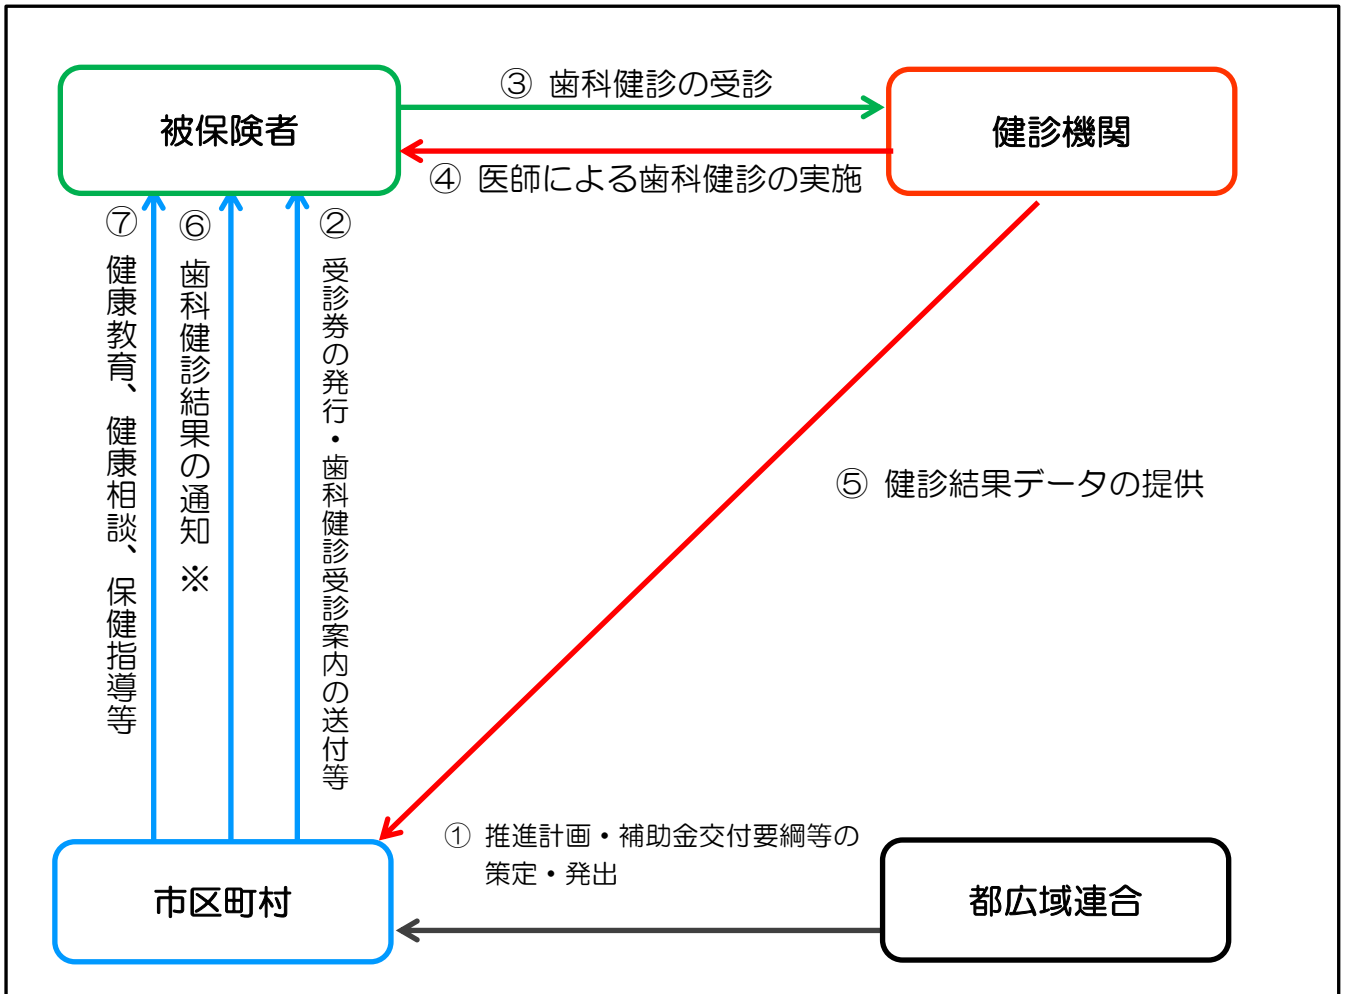 被保険者
③ 歯科健診の受診
健診機関
④ 医師による歯科健診の実施
⑦ 健康教育、健康相談、保健指導等
⑥ 歯科健診結果の通知 ※
② 受診券の発行・歯科健診受診案内の送付等
⑤ 健診結果データの提供
① 推進計画・補助金交付要綱等の
策定・発出
市区町村
都広域連合